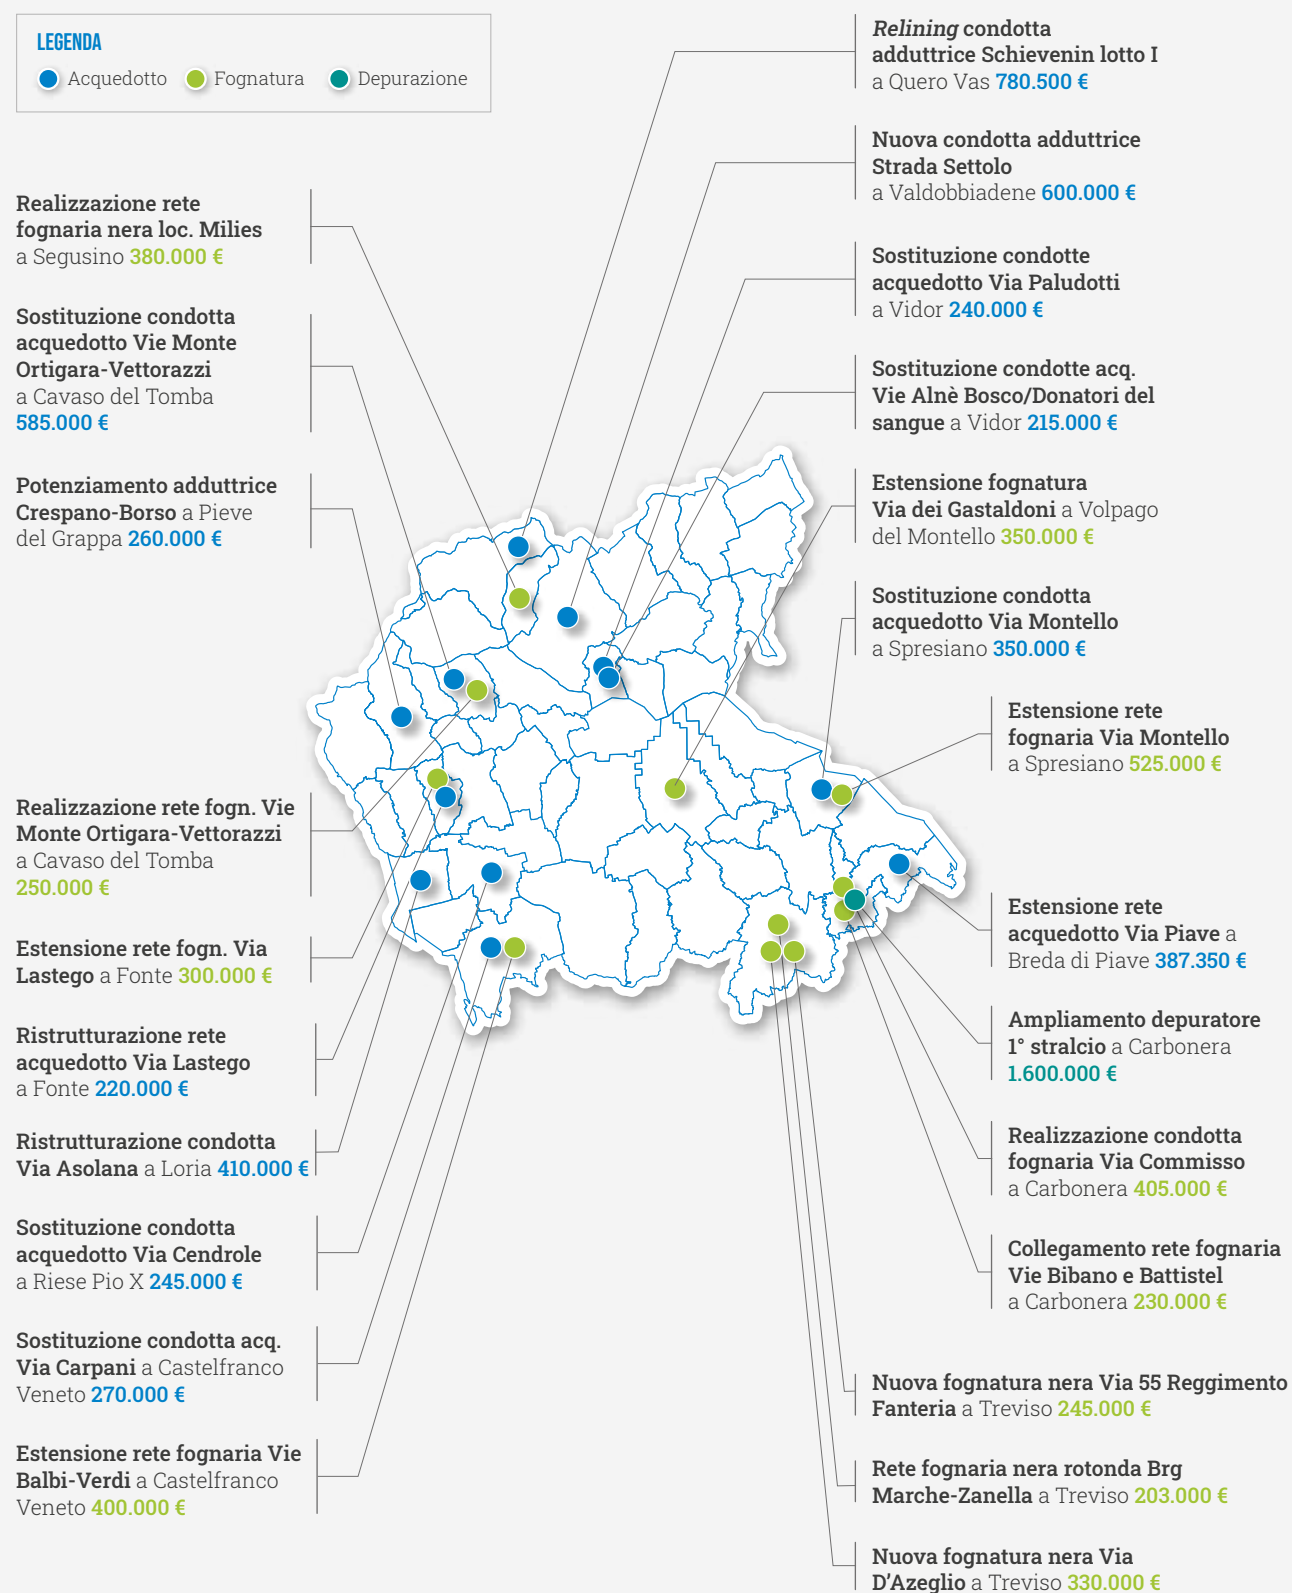 LEGENDA
Acquedotto Fognatura Depurazione
Realizzazione rete
fognaria nera loc. Milies
a Segusino 380.000 €
Sostituzione condotta
acquedotto Vie Monte
Ortigara-Vettorazzi
a Cavaso del Tomba
585.000 €
Potenziamento adduttrice
Crespano-Borso a Pieve
del Grappa 260.000 €
Realizzazione rete fogn. Vie
Monte Ortigara-Vettorazzi
a Cavaso del Tomba
250.000 €
Estensione rete fogn. Via
Lastego a Fonte 300.000 €
Ristrutturazione rete
acquedotto Via Lastego
a Fonte 220.000 €
Ristrutturazione condotta
Via Asolana a Loria 410.000 €
Sostituzione condotta
acquedotto Via Cendrole
a Riese Pio X 245.000 €
Sostituzione condotta acq.
Via Carpani a Castelfranco
Veneto 270.000 €
Estensione rete fognaria Vie
Balbi-Verdi a Castelfranco
Veneto 400.000 €
Relining condotta
adduttrice Schievenin lotto I
a Quero Vas 780.500 €
Nuova condotta adduttrice
Strada Settolo
a Valdobbiadene 600.000 €
Sostituzione condotte
acquedotto Via Paludotti
a Vidor 240.000 €
Sostituzione condotte acq.
Vie Alnè Bosco/Donatori del
sangue a Vidor 215.000 €
Estensione fognatura
Via dei Gastaldoni a Volpago
del Montello 350.000 €
Sostituzione condotta
acquedotto Via Montello
a Spresiano 350.000 €
Estensione rete
fognaria Via Montello
a Spresiano 525.000 €
Estensione rete
acquedotto Via Piave a
Breda di Piave 387.350 €
Ampliamento depuratore
1° stralcio a Carbonera
1.600.000 €
Realizzazione condotta
fognaria Via Commisso
a Carbonera 405.000 €
Collegamento rete fognaria
Vie Bibano e Battistel
a Carbonera 230.000 €
Nuova fognatura nera Via 55 Reggimento
Fanteria a Treviso 245.000 €
Rete fognaria nera rotonda Brg
Marche-Zanella a Treviso 203.000 €
Nuova fognatura nera Via
D'Azeglio a Treviso 330.000 €